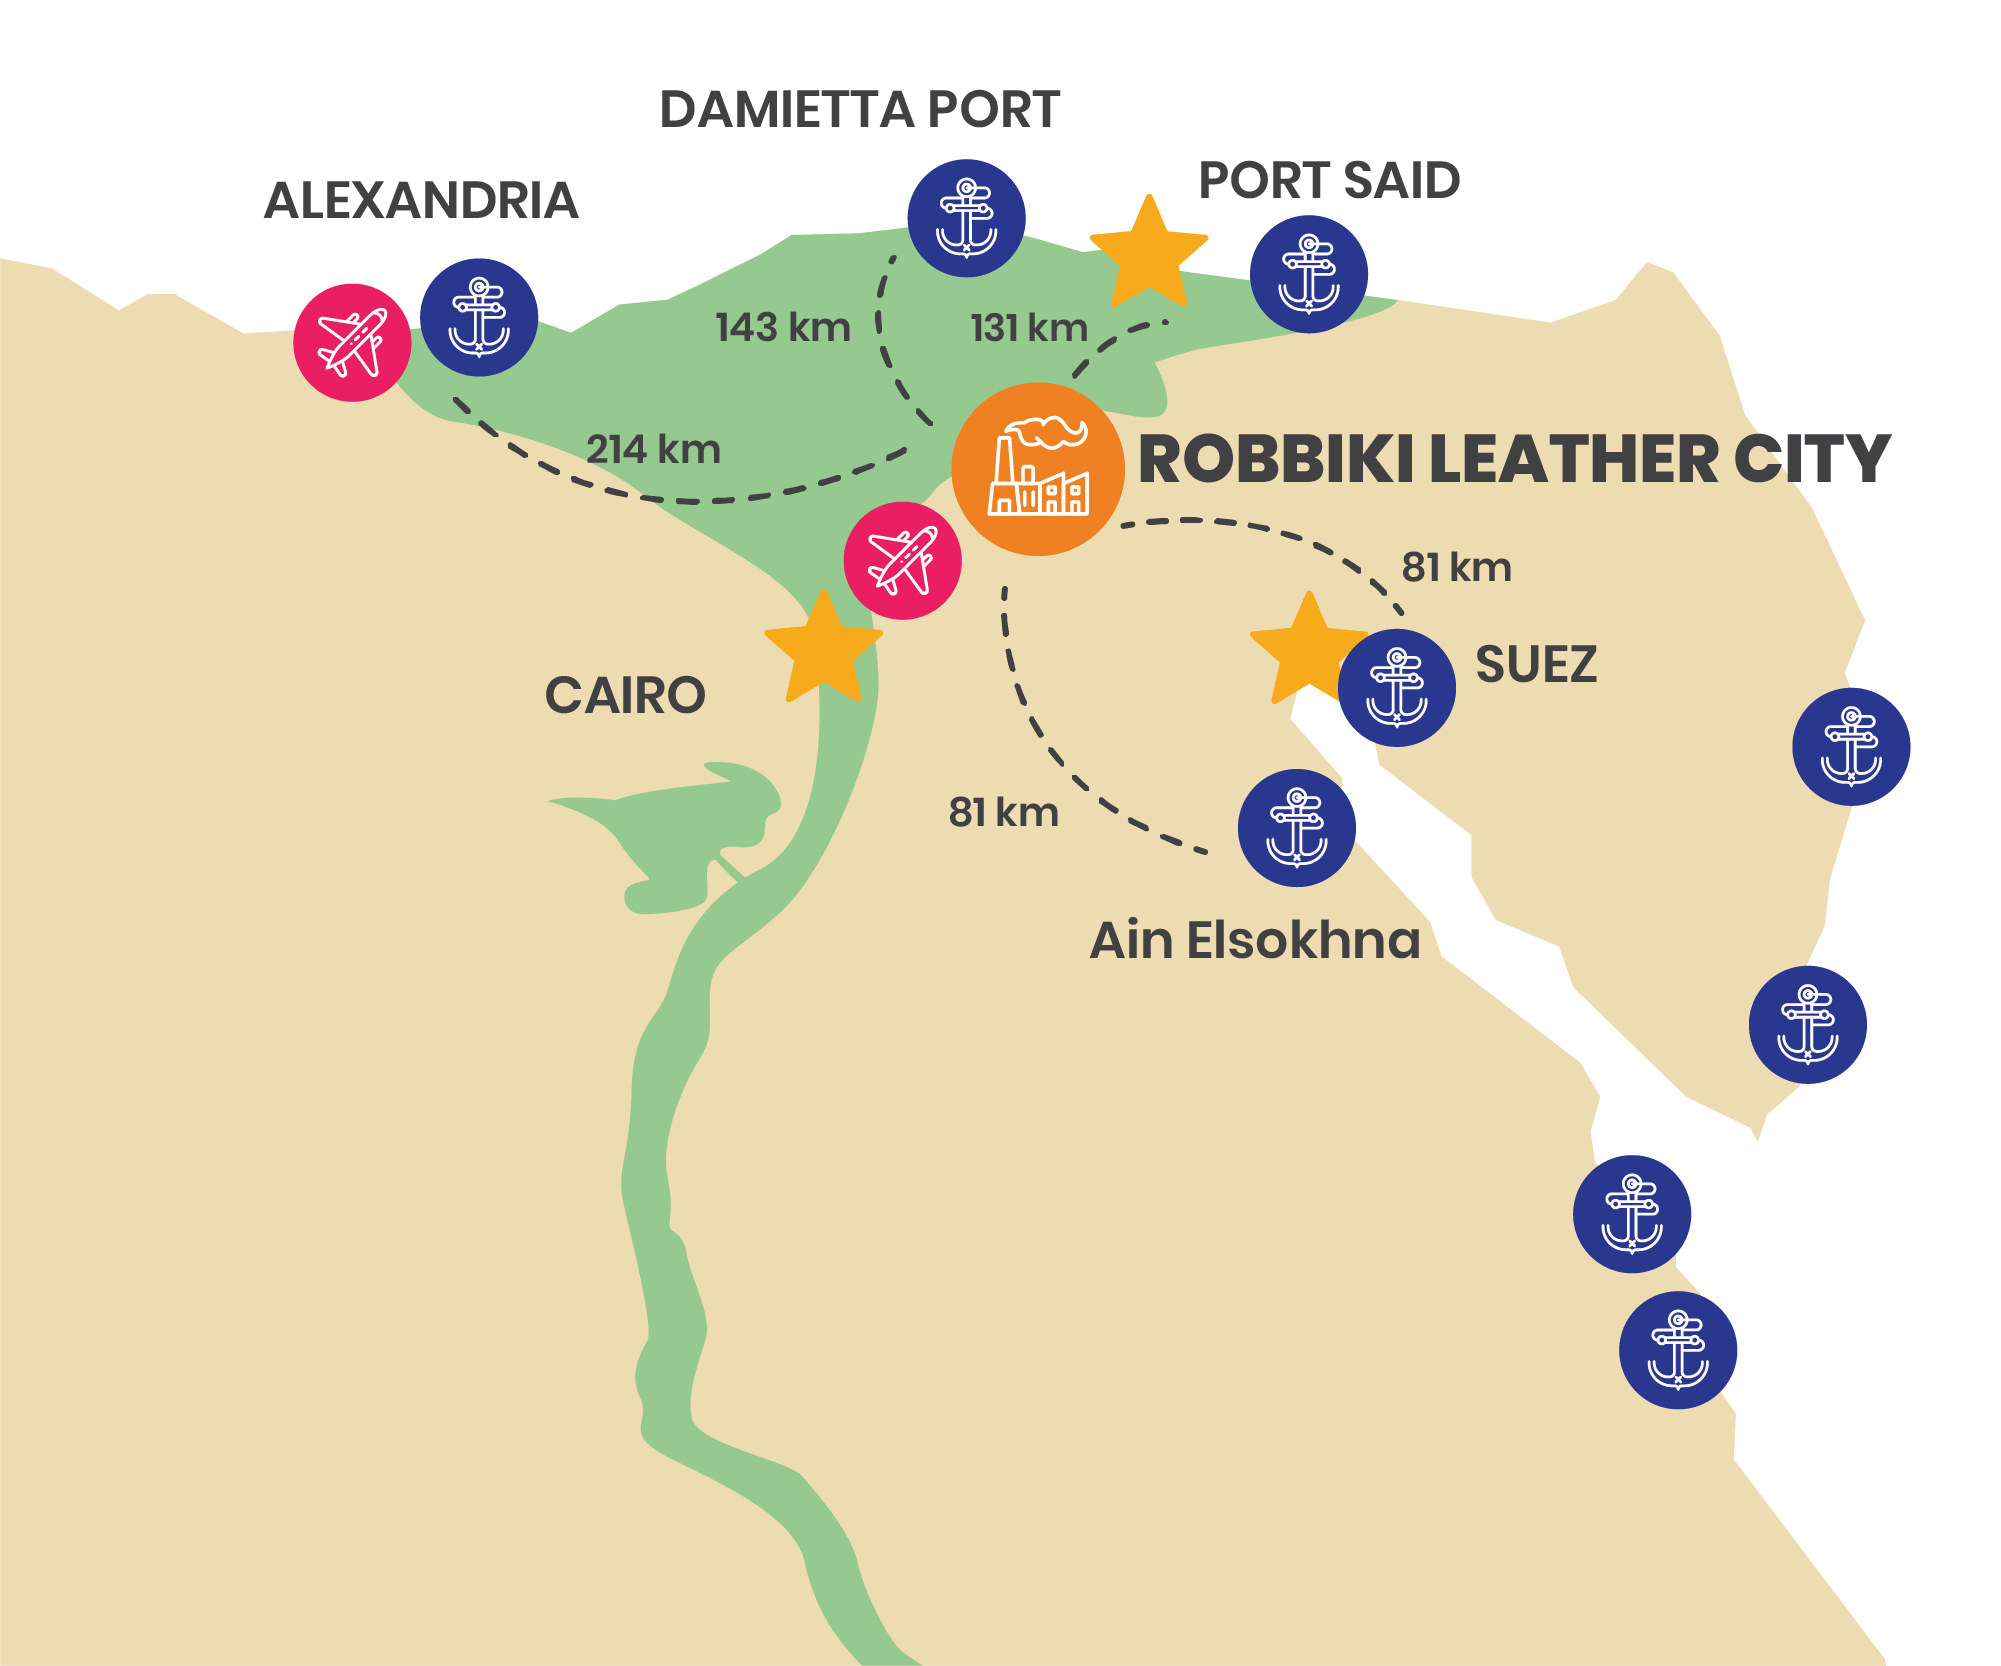 DAMIETTA PORT
PORT SAID
ALEXANDRIA
143 km
131 km
214 km
ROBBIKI LEATHER CITY
81 km
SUEZ
CAIRO
81 km
Ain Elsokhna